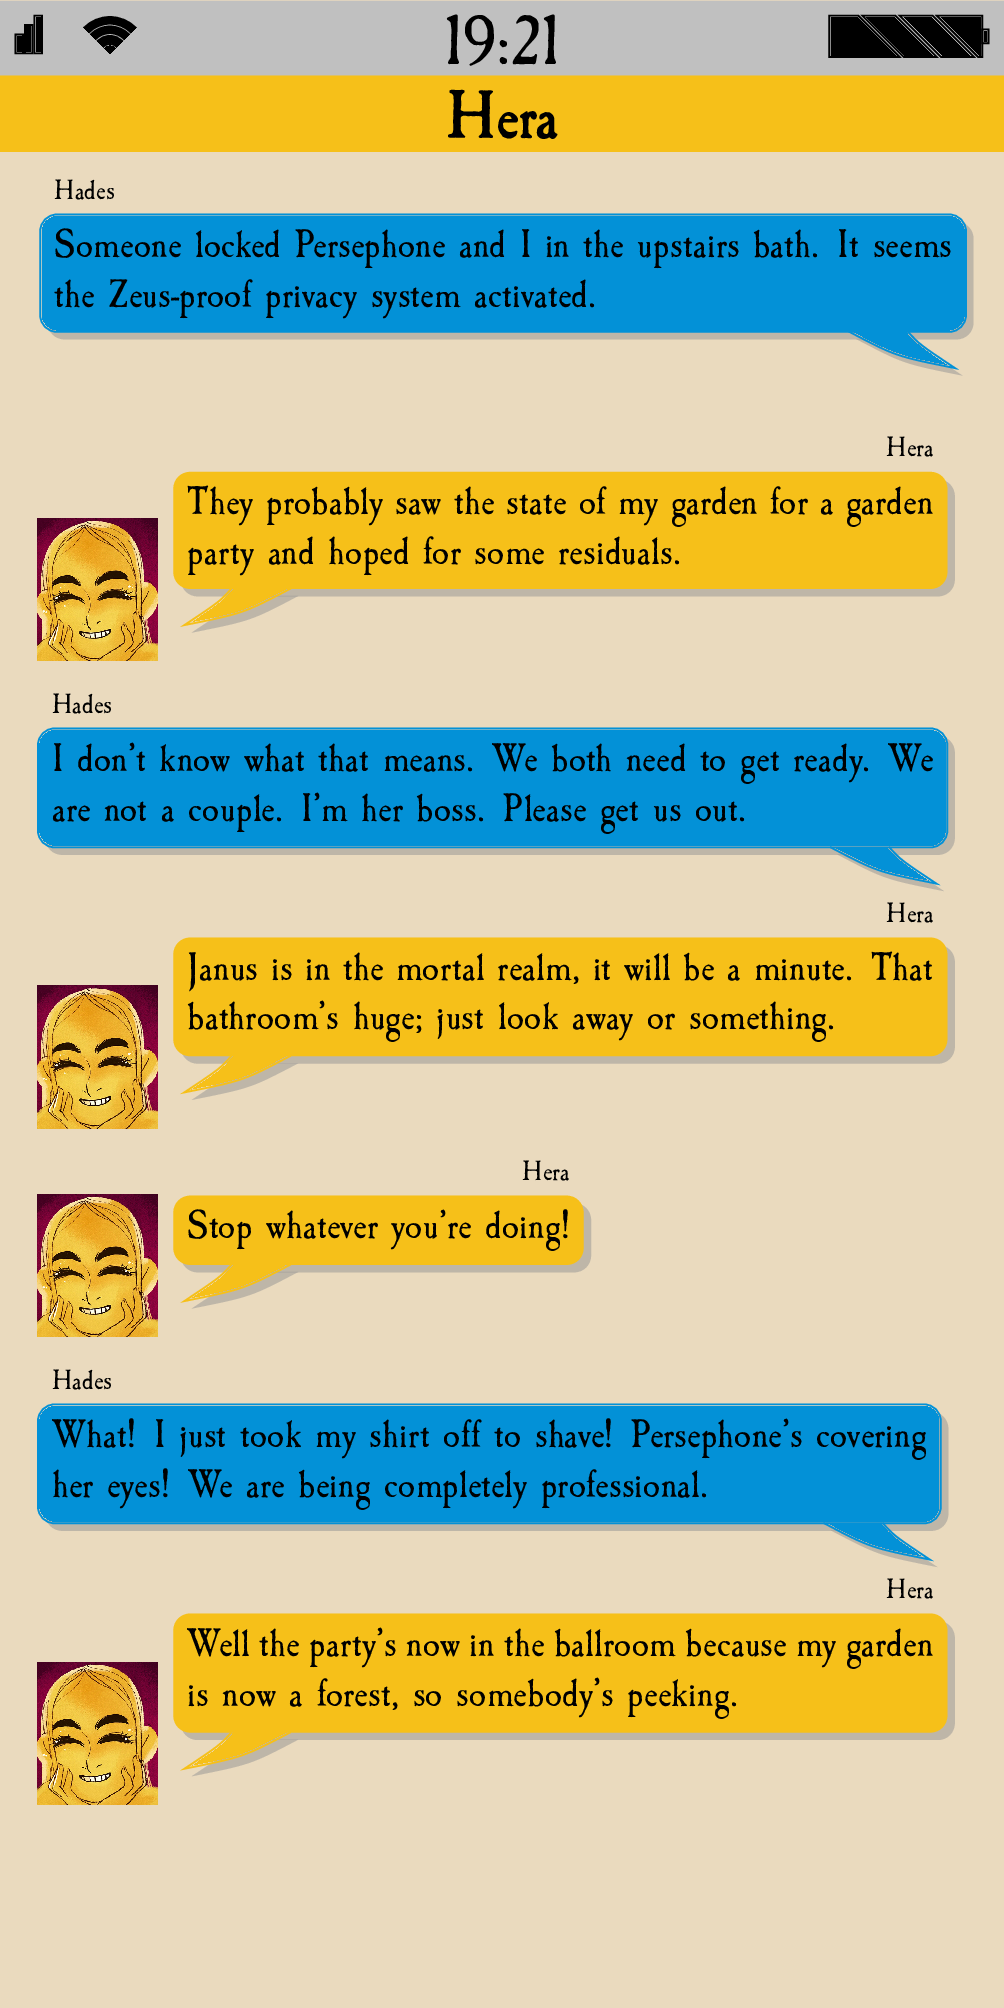 19:21
Hera
Hades
Someone locked Persephone and I in the upstairs bath. It seems
the Zeus-proof privacy system activated.
Hera
They probably saw the state of my garden for a garden
party and hoped for some residuals.
Hades
I don't know what that means. We both need to get ready. We
are not a couple. I'm her boss. Please get us out.
Hera
Janus is in the mortal realm, it will be a minute. That
bathroom's huge; just look away or something.
Hera
Stop whatever you're doing!
Hades
What! I just took my shirt off to shave! Persephone's covering
her eyes! We are being completely professional.
Hera
Well the party's now in the ballroom because my garden
is now a forest, so somebody's peeking.